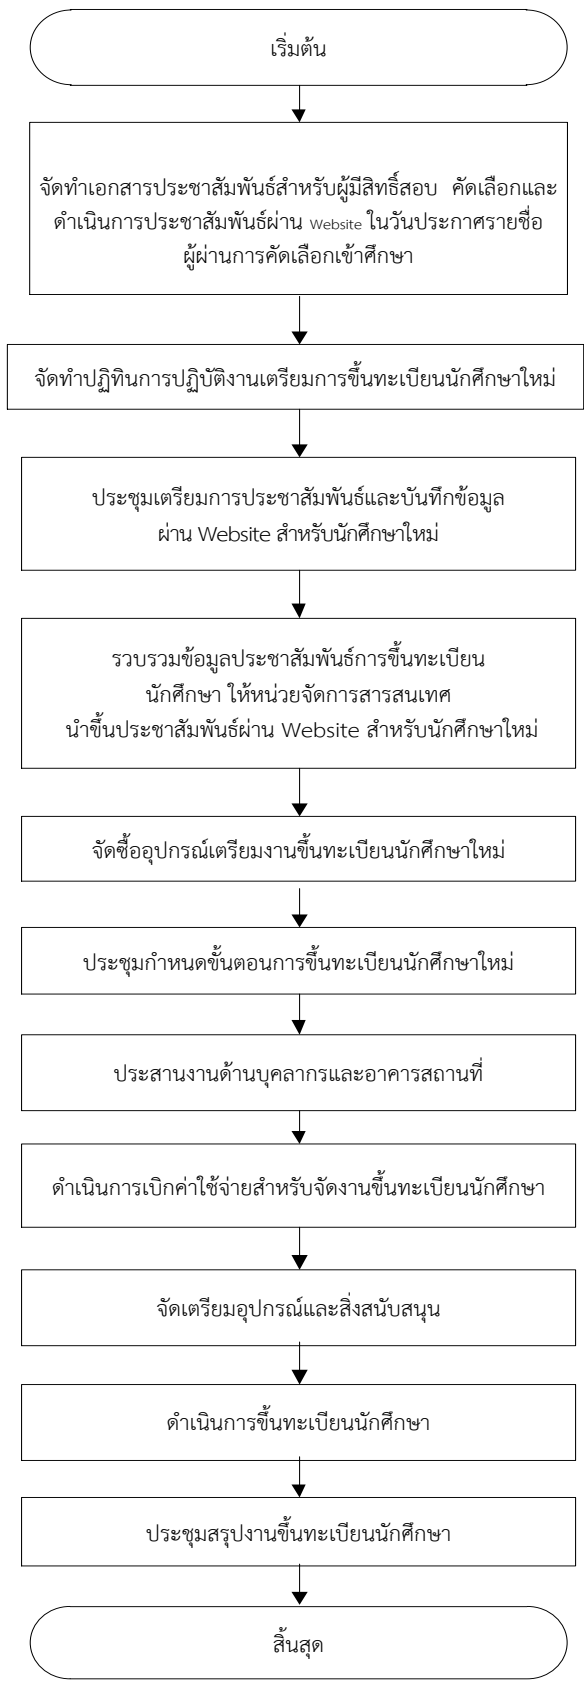 เริ่มต้น
จัดทำเอกสารประชาสัมพันธ์สำหรับผู้มีสิทธิ์สอบ คัดเลือกและ
ดำเนินการประชาสัมพันธ์ผ่าน Website ในวันประกาศรายชื่อ
ผู้ผ่านการคัดเลือกเข้าศึกษา
จัดทำปฏิทินการปฏิบัติงานเตรียมการขึ้นทะเบียนนักศึกษาใหม่
ประชุมเตรียมการประชาสัมพันธ์และบันทึกข้อมูล
ผ่าน Website สำหรับนักศึกษาใหม่
รวบรวมข้อมูลประชาสัมพันธ์การขึ้นทะเบียน
นักศึกษา ให้หน่วยจัดการสารสนเทศ
นำขึ้นประชาสัมพันธ์ผ่าน Website สำหรับนักศึกษาใหม่
จัดซื้ออุปกรณ์เตรียมงานขึ้นทะเบียนนักศึกษาใหม่
ประชุมกำหนดขั้นตอนการขึ้นทะเบียนนักศึกษาใหม่
ประสานงานด้านบุคลากรและอาคารสถานที่
ดำเนินการเบิกค่าใช้จ่ายสำหรับจัดงานขึ้นทะเบียนนักศึกษา
จัดเตรียมอุปกรณ์และสิ่งสนับสนุน
ดำเนินการขึ้นทะเบียนนักศึกษา
ประชุมสรุปงานขึ้นทะเบียนนักศึกษา
สิ้นสุด